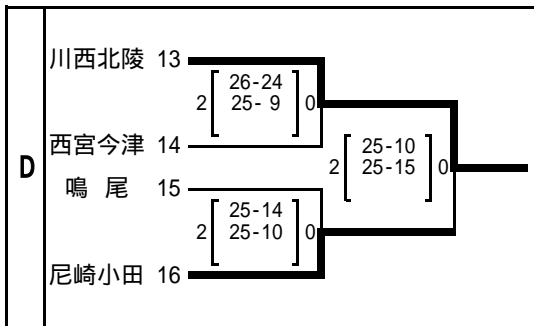 D
川西北陵 13
2 [ 26-24 25- 9 ] 0
西宮今津 14
鳴 尾 15
2 [ 25-14 25-10 ] 0
尼崎小田 16
2 [ 25-10 25-15 ] 0